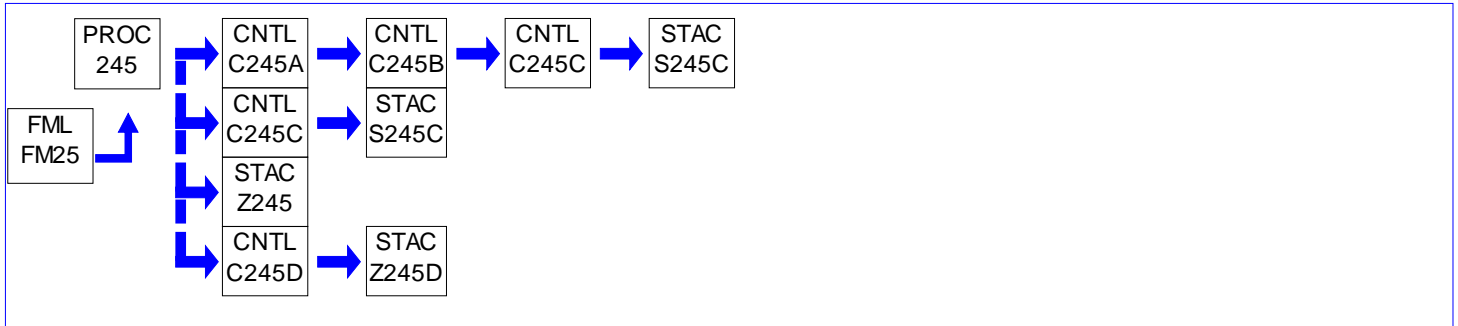 PROC
245
CNTL
C245A
CNTL
C245B
CNTL
C245C
STAC
S245C
FML
FM25
CNTL
C245C
STAC
S245C
STAC
Z245
CNTL
C245D
STAC
Z245D